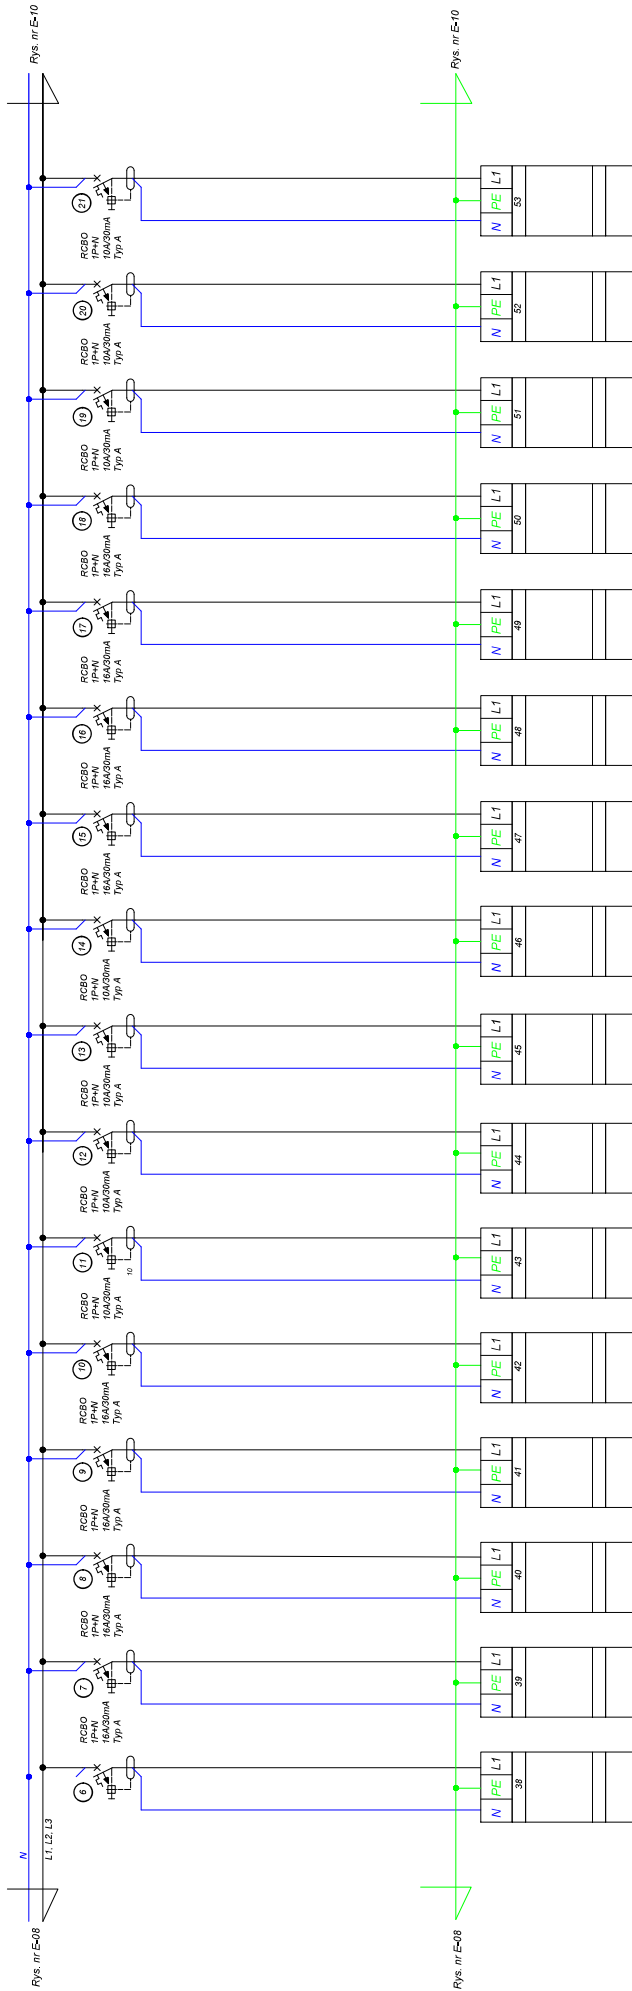 Rys. nr E-08
Rys. nr E-10
N
L1, L2, L3
6
7
RCBO
1P+N
16A/30mA
Typ A
8
RCBO
1P+N
16A/30mA
Typ A
9
RCBO
1P+N
16A/30mA
Typ A
10
RCBO
1P+N
16A/30mA
Typ A
11
RCBO
1P+N
10A/30mA
Typ A
10
12
RCBO
1P+N
10A/30mA
Typ A
13
RCBO
1P+N
10A/30mA
Typ A
14
RCBO
1P+N
10A/30mA
Typ A
15
RCBO
1P+N
16A/30mA
Typ A
16
RCBO
1P+N
16A/30mA
Typ A
17
RCBO
1P+N
16A/30mA
Typ A
18
RCBO
1P+N
16A/30mA
Typ A
19
RCBO
1P+N
10A/30mA
Typ A
20
RCBO
1P+N
10A/30mA
Typ A
21
RCBO
1P+N
10A/30mA
Typ A
Rys. nr E-08
Rys. nr E-10
N PE L1
38
N PE L1
39
N PE L1
40
N PE L1
41
N PE L1
42
N PE L1
43
N PE L1
44
N PE L1
45
N PE L1
46
N PE L1
47
N PE L1
48
N PE L1
49
N PE L1
50
N PE L1
51
N PE L1
52
N PE L1
53